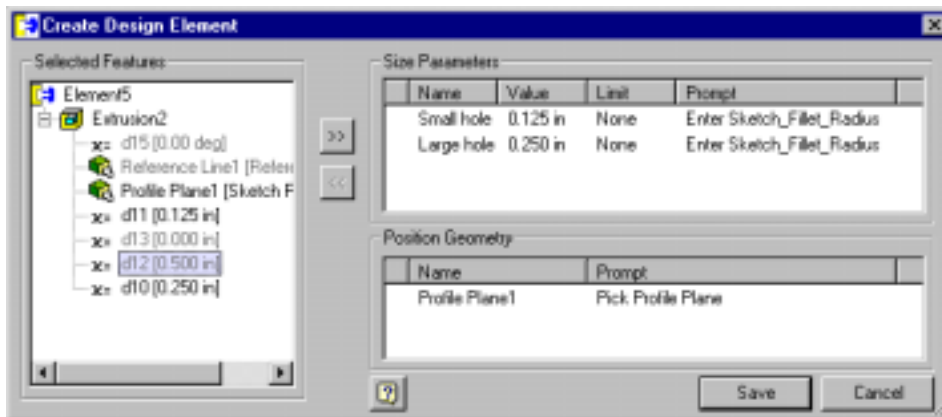 Create Design Element
Selected Features
Element5
Extrusion2
d15 [0.00 deg]
Reference Line1 [Referen
Profile Plane1 [Sketch F
d11 [0.125 in]
d13 [0.000 in]
d12 [0.500 in]
d10 [0.250 in]
>>
<<
Size Parameters
Name Value Limit Prompt
Small hole 0.125 in None Enter Sketch_Fillet_Radius
Large hole 0.250 in None Enter Sketch_Fillet_Radius
Position Geometry
Name Prompt
Profile Plane1 Pick Profile Plane
Save Cancel